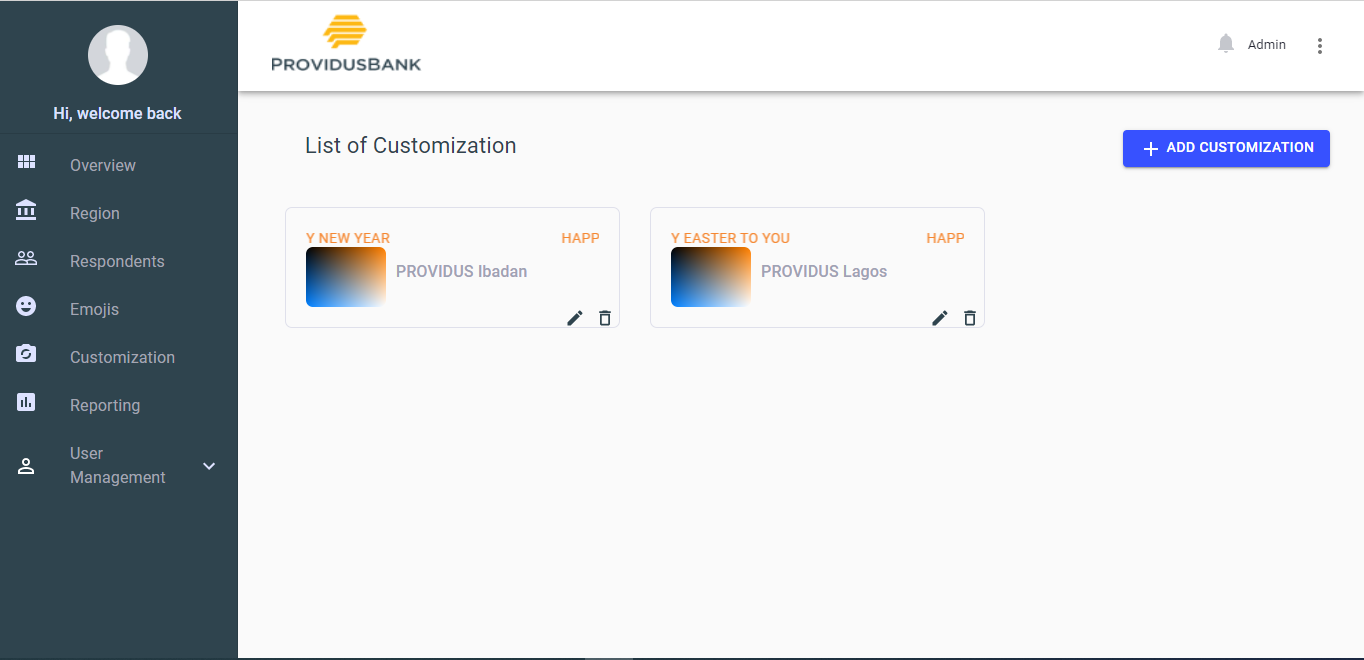 Hi, welcome back
Overview
Region
Respondents
Emojis
Customization
Reporting
User
Management
PROVIDUSBANK
Admin
List of Customization
ADD CUSTOMIZATION
Y NEW YEAR HAPP
PROVIDUS Ibadan
Y EASTER TO YOU HAPP
PROVIDUS Lagos